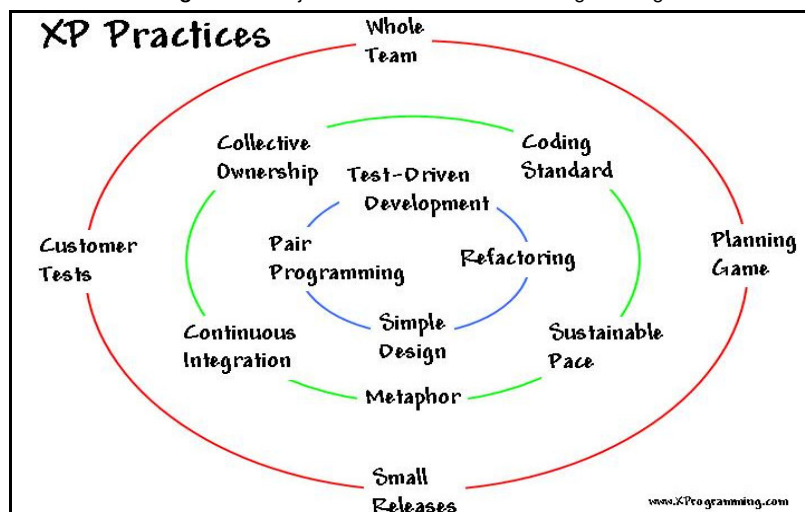 XP Practices
Whole
Team
Collective
Ownership
Coding
Standard
Test-Driven
Development
Customer
Tests
Pair
Programming
Refactoring
Planning
Game
Continuous
Integration
Simple
Design
Sustainable
Pace
Metaphor
Small
Releases
www.XProgramming.com